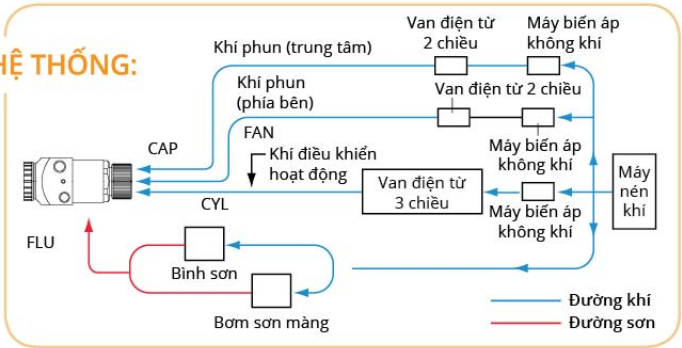 HỆ THỐNG:
Khí phun (trung tâm)
Van điện từ
2 chiều
Máy biến áp
không khí
Khí phun
(phía bên)
Van điện từ 2 chiều
FAN
Máy biến áp
không khí
CAP
Khí điều khiển
hoạt động
Van điện từ
3 chiều
Máy
nén
khí
CYL
Máy biến áp
không khí
FLU
Bình sơn
Bơm sơn màng
Đường khí
Đường sơn